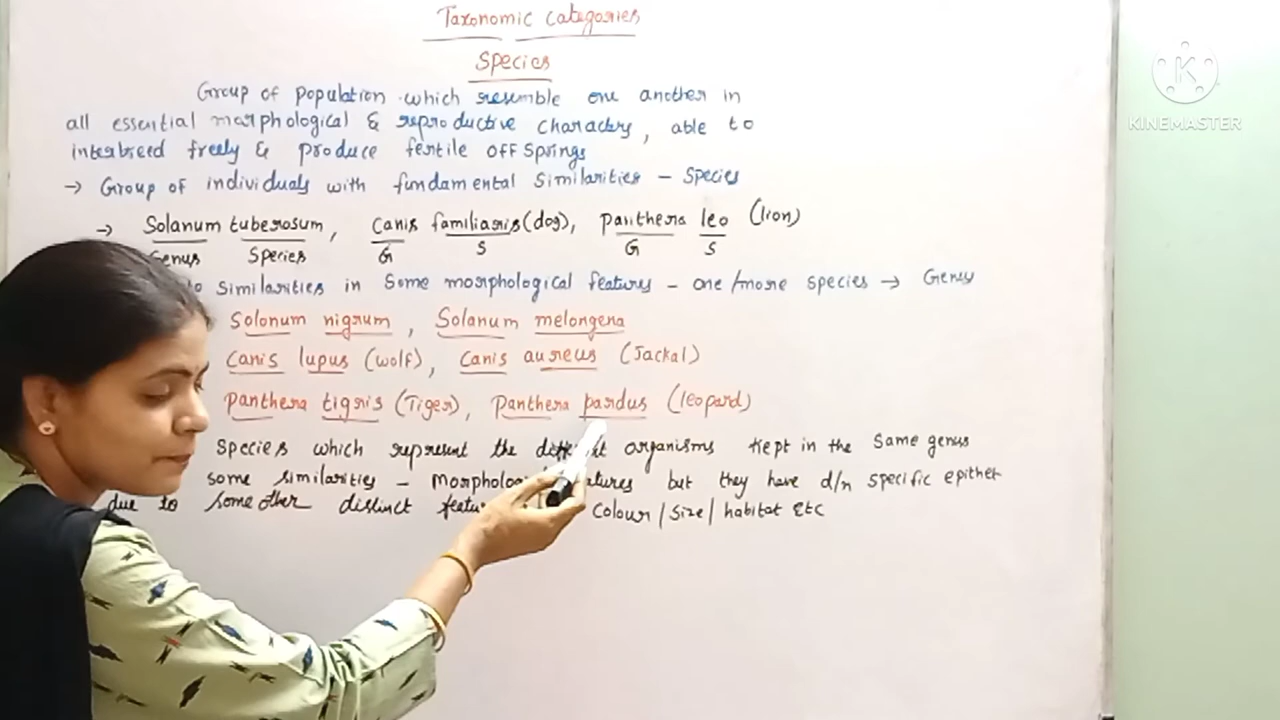 Taxonomic categories
Species
Group of population which resemble one another in
all essential morphological & reproductive characters, able to
interbreed freely & produce fertile offsprings
→ Group of individuals with fundamental similarities - Species
→ Solanum tuberosum, Canis familiaris (dog), Panthera leo (lion)
Genus Species G S G S
to similarities in some morphological features - one/more species → Genus
Solonum nigrum, Solanum melongena
Canis lupus (wolf), Canis aureus (Jackal)
Panthera tigris (Tiger), Panthera pardus (leopard)
Species which represent the different organisms kept in the same genus
some similarities - morphological features but they have d/n specific epithet
due to some other distinct Colour / Size / habitat Etc
KINEMASTER